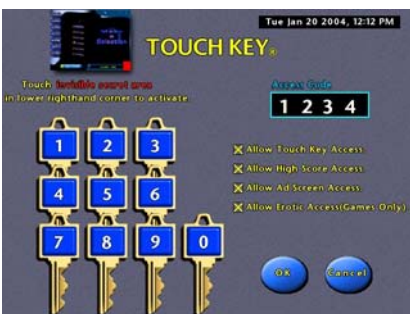 Tue Jan 20 2004, 12:12 PM
TOUCH KEY®
Touch invisible secret area
in lower righthand corner to activate.
Access Code
1 2 3 4
1 2 3
Allow Touch Key Access.
Allow High Score Access.
4 5 6
Allow Ad Screen Access.
Allow Erotic Access(Games Only).
7 8 9 0
OK Cancel